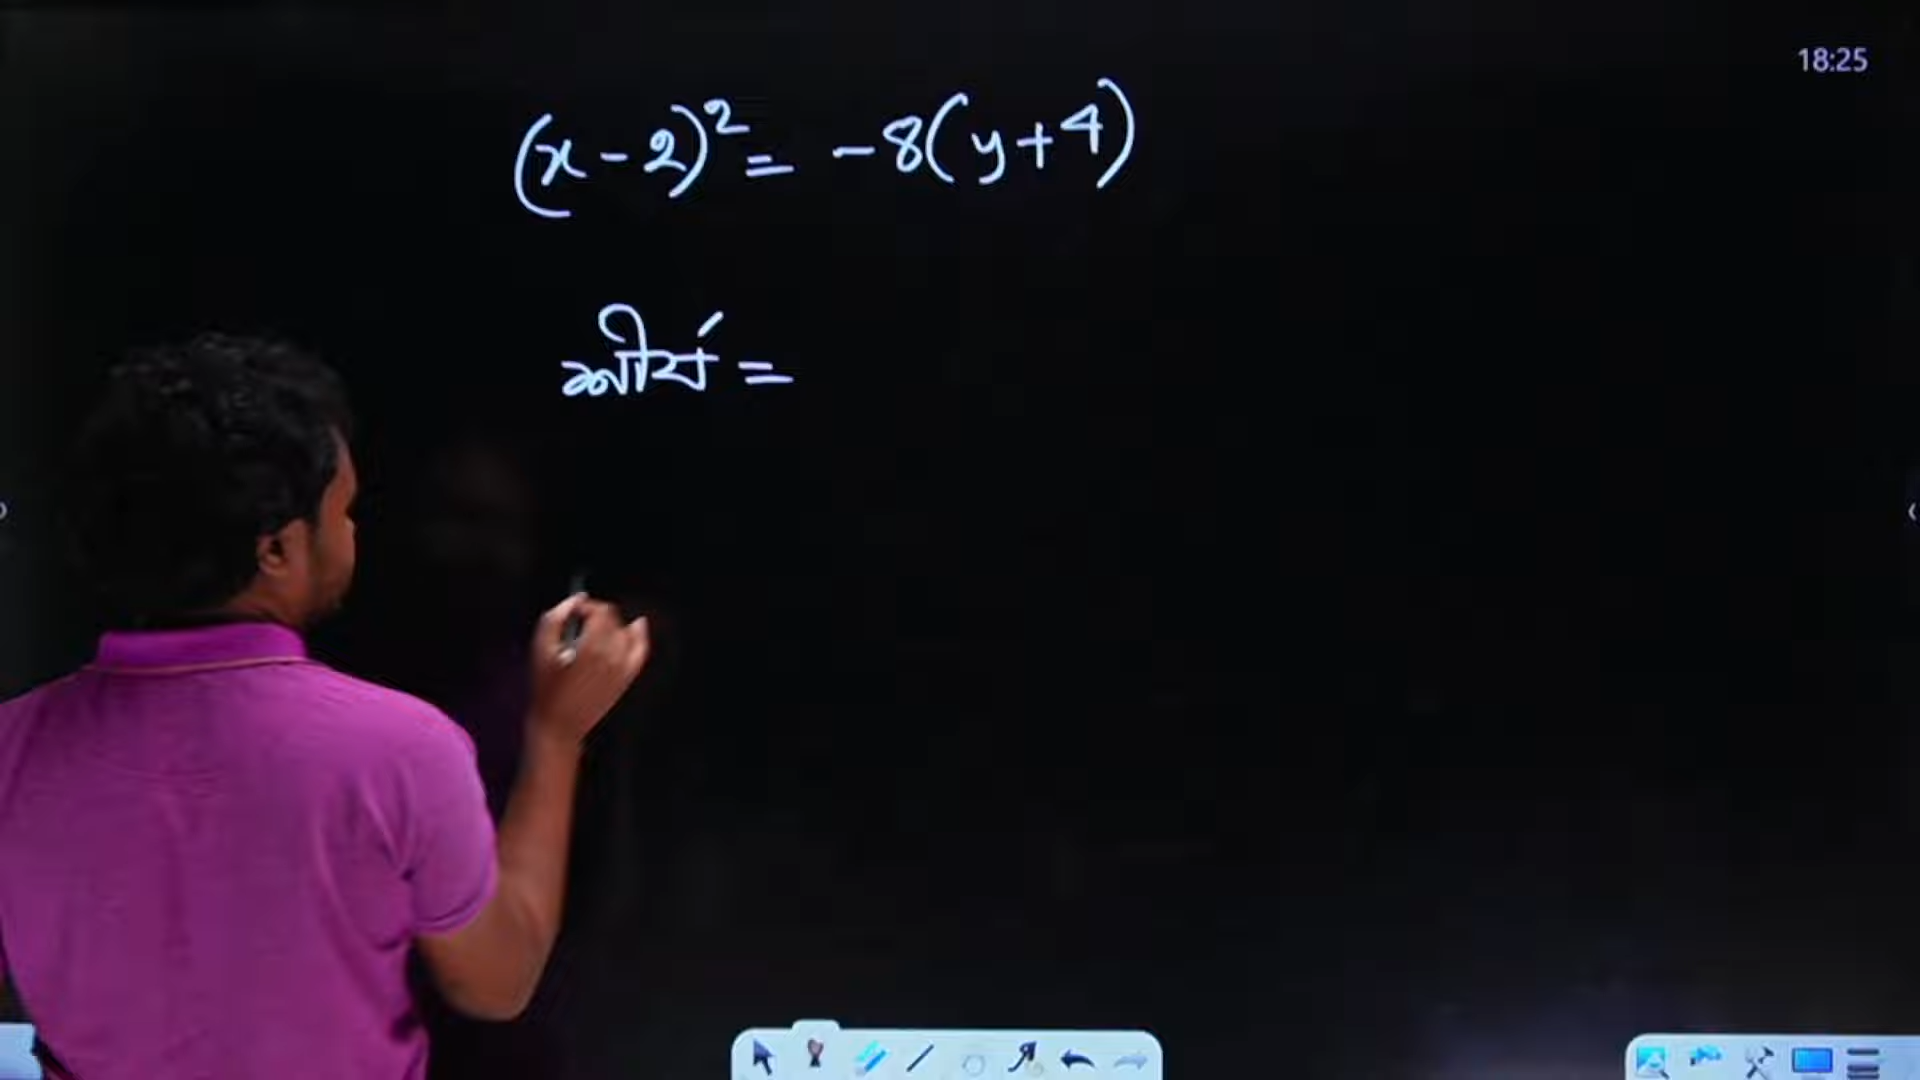 18:25
(x-2)² = -8(y+4)
শীর্ষ =